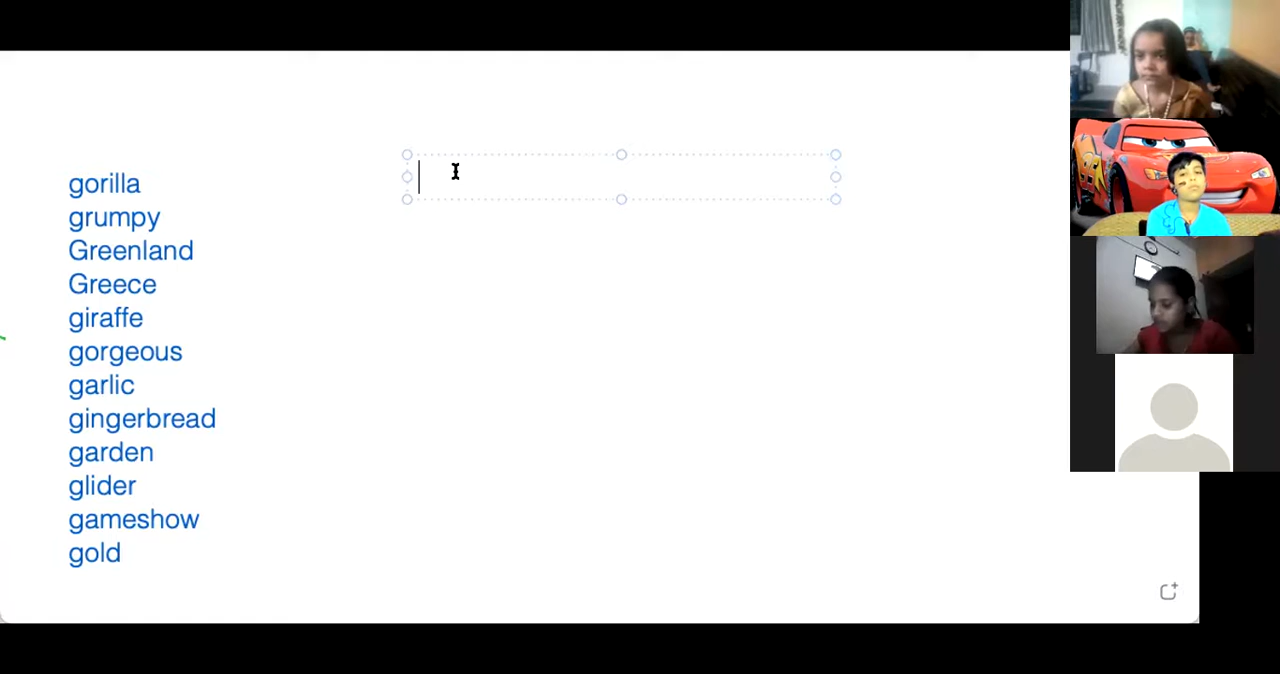 gorilla
grumpy
Greenland
Greece
giraffe
gorgeous
garlic
gingerbread
garden
glider
gameshow
gold